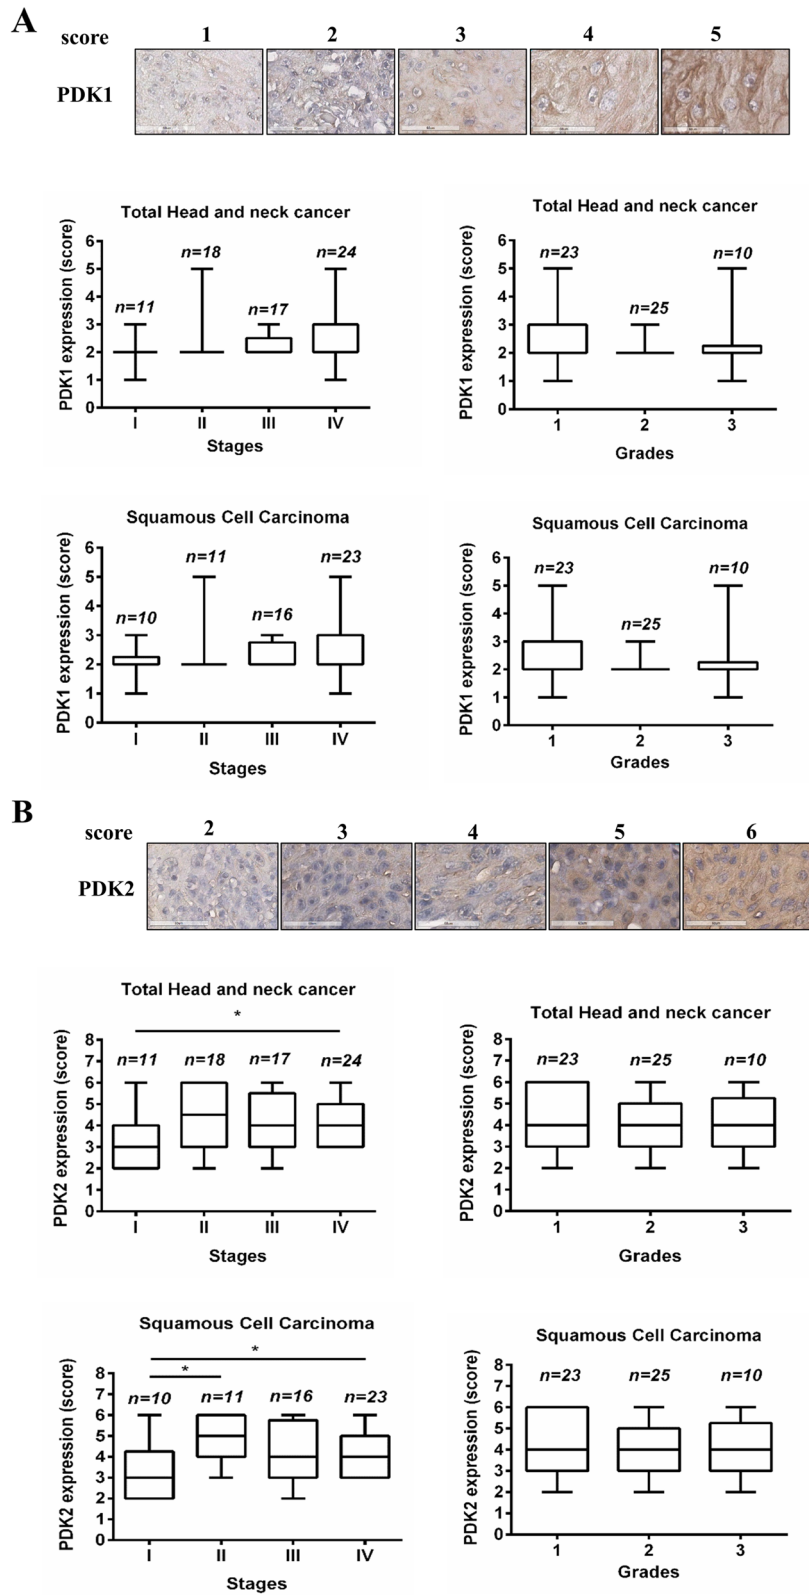 A
score 1 2 3 4 5
PDK1
Total Head and neck cancer
PDK1 expression (score)
6
5
4
3
2
1
0
n=11 n=18 n=17 n=24
I II III IV
Stages
Total Head and neck cancer
PDK1 expression (score)
6
5
4
3
2
1
0
n=23 n=25 n=10
1 2 3
Grades
Squamous Cell Carcinoma
PDK1 expression (score)
6
5
4
3
2
1
0
n=10 n=11 n=16 n=23
I II III IV
Stages
Squamous Cell Carcinoma
PDK1 expression (score)
6
5
4
3
2
1
0
n=23 n=25 n=10
1 2 3
Grades
B
score 2 3 4 5 6
PDK2
Total Head and neck cancer
*
PDK2 expression (score)
8
7
6
5
4
3
2
1
0
n=11 n=18 n=17 n=24
I II III IV
Stages
Total Head and neck cancer
PDK2 expression (score)
8
7
6
5
4
3
2
1
0
n=23 n=25 n=10
1 2 3
Grades
Squamous Cell Carcinoma
*
*
PDK2 expression (score)
8
7
6
5
4
3
2
1
0
n=10 n=11 n=16 n=23
I II III IV
Stages
Squamous Cell Carcinoma
PDK2 expression (score)
8
7
6
5
4
3
2
1
0
n=23 n=25 n=10
1 2 3
Grades